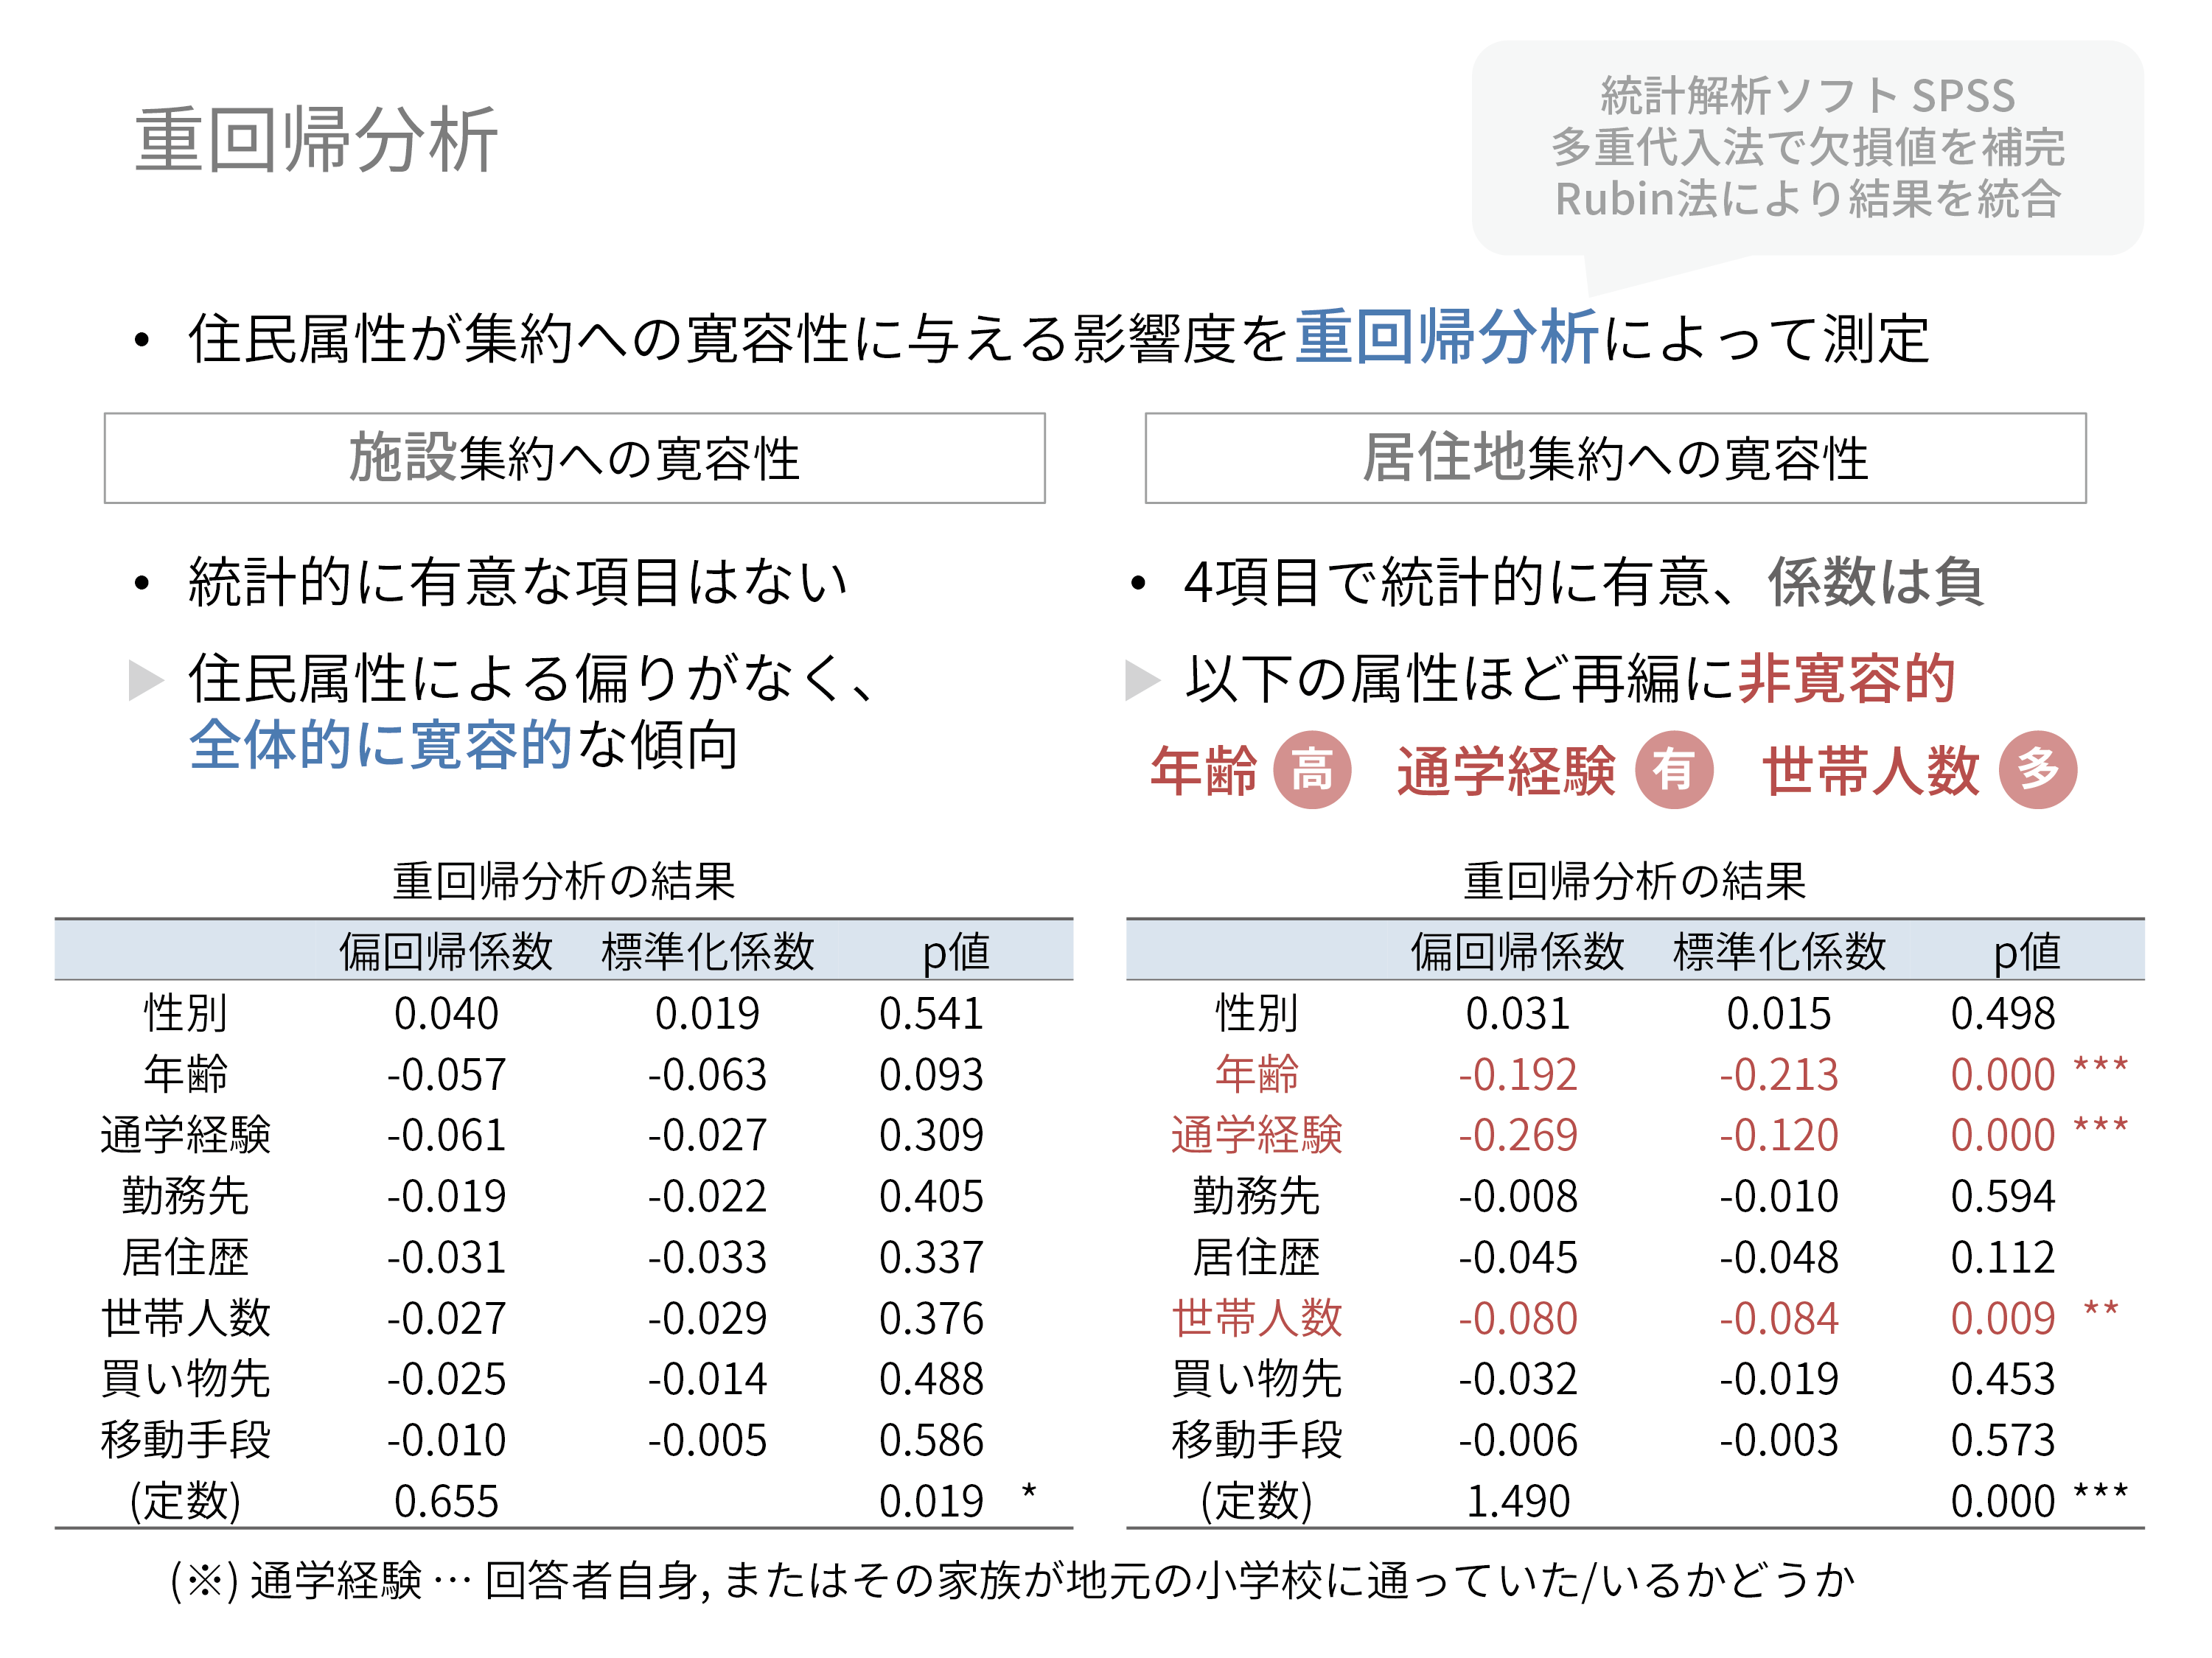 統計解析ソフト SPSS
多重代入法で欠損値を補完
Rubin法により結果を統合
重回帰分析
• 住民属性が集約への寛容性に与える影響度を重回帰分析によって測定
施設集約への寛容性
• 統計的に有意な項目はない
▶ 住民属性による偏りがなく、
全体的に寛容的な傾向
重回帰分析の結果
偏回帰係数 標準化係数 p値
性別 0.040 0.019 0.541
年齢 -0.057 -0.063 0.093
通学経験 -0.061 -0.027 0.309
勤務先 -0.019 -0.022 0.405
居住歴 -0.031 -0.033 0.337
世帯人数 -0.027 -0.029 0.376
買い物先 -0.025 -0.014 0.488
移動手段 -0.010 -0.005 0.586
(定数) 0.655 0.019 *
居住地集約への寛容性
• 4項目で統計的に有意、係数は負
▶ 以下の属性ほど再編に非寛容的
年齢 高 通学経験 有 世帯人数 多
重回帰分析の結果
偏回帰係数 標準化係数 p値
性別 0.031 0.015 0.498
年齢 -0.192 -0.213 0.000 ***
通学経験 -0.269 -0.120 0.000 ***
勤務先 -0.008 -0.010 0.594
居住歴 -0.045 -0.048 0.112
世帯人数 -0.080 -0.084 0.009 **
買い物先 -0.032 -0.019 0.453
移動手段 -0.006 -0.003 0.573
(定数) 1.490 0.000 ***
(※) 通学経験 … 回答者自身, またはその家族が地元の小学校に通っていた/いるかどうか